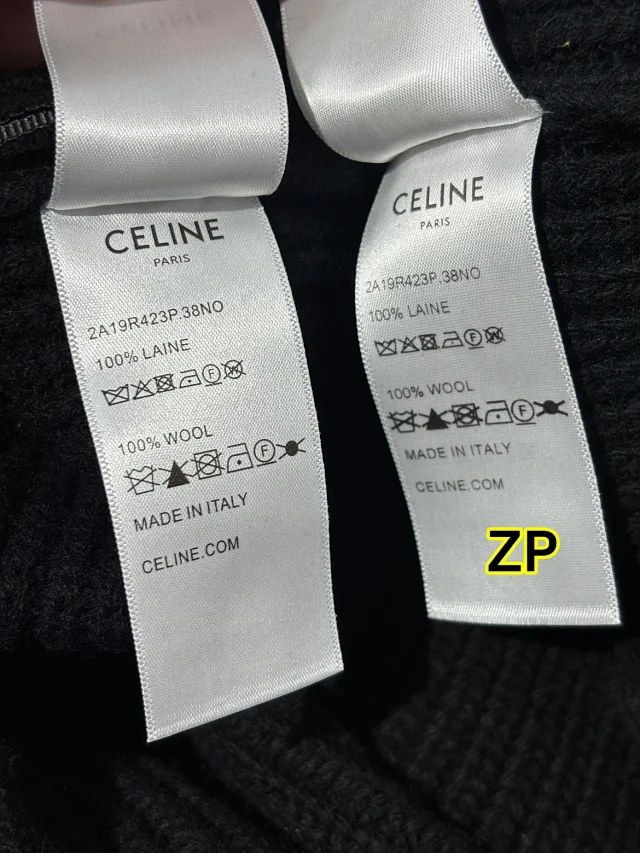 CELINE
PARIS
2A19R423P.38NO
100% LAINE
100% WOOL
MADE IN ITALY
CELINE.COM
CELINE
PARIS
2A19R423P.38NO
100% LAINE
100% WOOL
MADE IN ITALY
CELINE.COM
ZP